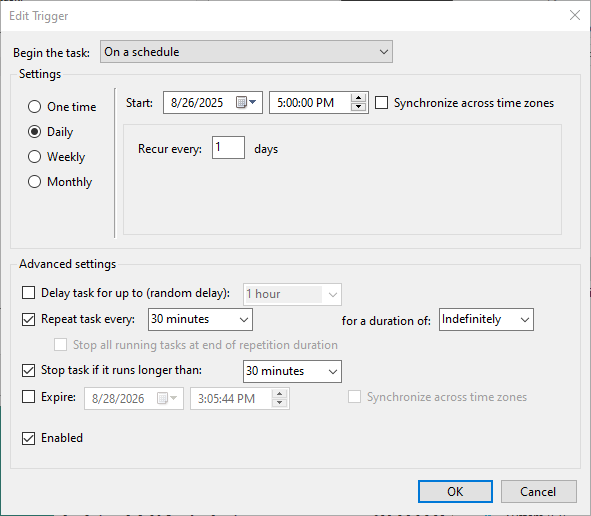 Edit Trigger
Begin the task: On a schedule
Settings
One time
Daily
Weekly
Monthly
Start: 8/26/2025 5:00:00 PM Synchronize across time zones
Recur every: 1 days
Advanced settings
Delay task for up to (random delay): 1 hour
Repeat task every: 30 minutes for a duration of: Indefinitely
Stop all running tasks at end of repetition duration
Stop task if it runs longer than: 30 minutes
Expire: 8/28/2026 3:05:44 PM Synchronize across time zones
Enabled
OK Cancel